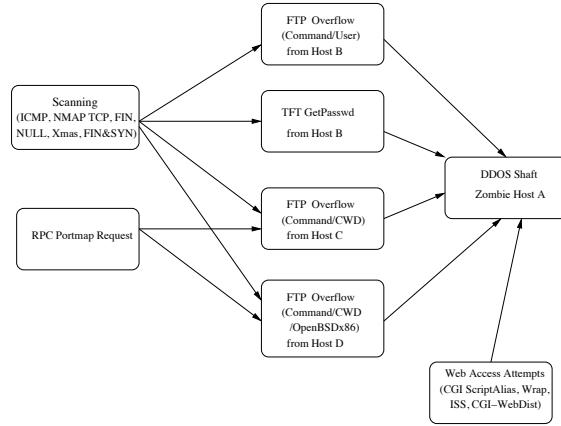 FTP Overflow
(Command/User)
from Host B
Scanning
(ICMP, NMAP TCP, FIN,
NULL, Xmas, FIN&SYN)
TFT GetPasswd
from Host B
DDOS Shaft
Zombie Host A
FTP Overflow
(Command/CWD)
from Host C
RPC Portmap Request
FTP Overflow
(Command/CWD
/OpenBSDx86)
from Host D
Web Access Attempts
(CGI ScriptAlias, Wrap,
ISS, CGI–WebDist)